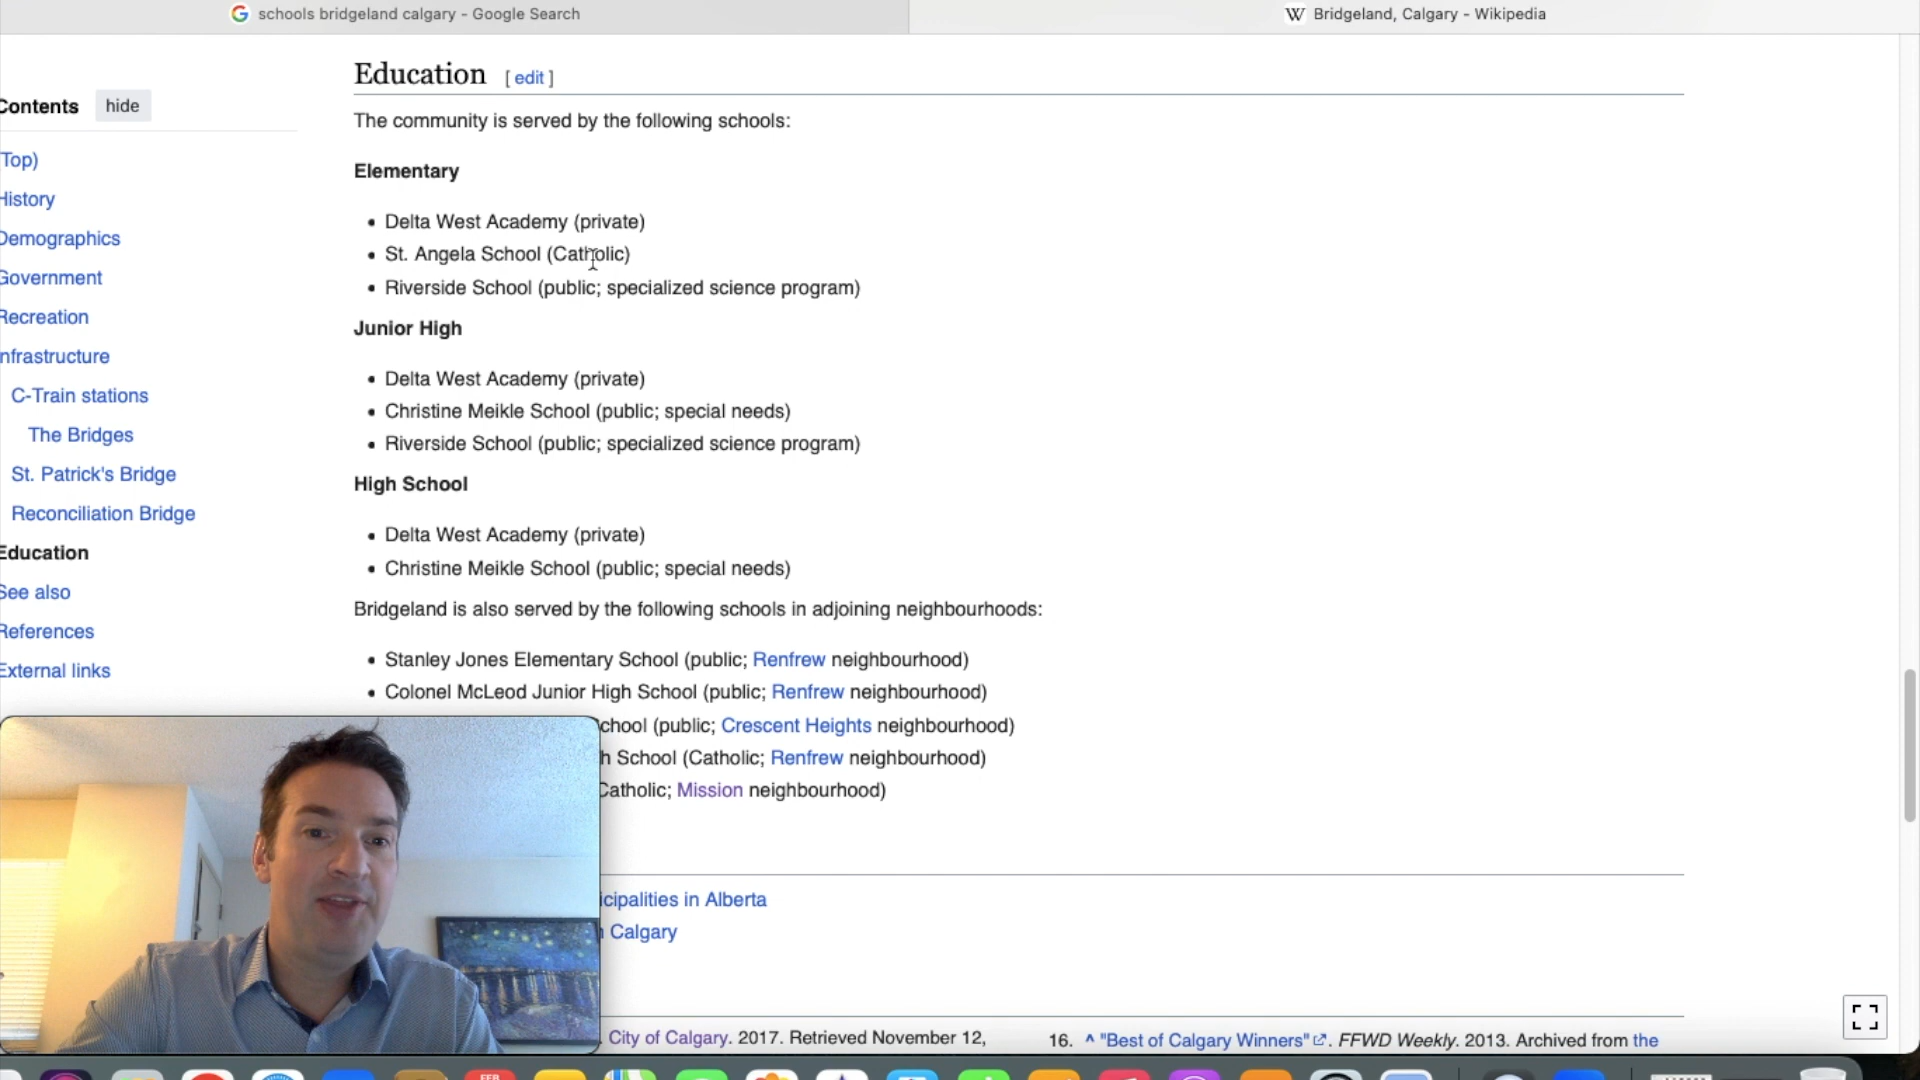 schools bridgeland calgary - Google Search
Bridgeland, Calgary - Wikipedia
Education [ edit ]
Contents hide
The community is served by the following schools:
Top)
History
Demographics
Government
Recreation
nfrastructure
C-Train stations
The Bridges
St. Patrick's Bridge
Reconciliation Bridge
Education
See also
References
External links
Elementary
• Delta West Academy (private)
• St. Angela School (Catholic)
• Riverside School (public; specialized science program)
Junior High
• Delta West Academy (private)
• Christine Meikle School (public; special needs)
• Riverside School (public; specialized science program)
High School
• Delta West Academy (private)
• Christine Meikle School (public; special needs)
Bridgeland is also served by the following schools in adjoining neighbourhoods:
• Stanley Jones Elementary School (public; Renfrew neighbourhood)
• Colonel McLeod Junior High School (public; Renfrew neighbourhood)
chool (public; Crescent Heights neighbourhood)
h School (Catholic; Renfrew neighbourhood)
Catholic; Mission neighbourhood)
icipalities in Alberta
Calgary
City of Calgary. 2017. Retrieved November 12,
16. ^ "Best of Calgary Winners". FFWD Weekly. 2013. Archived from the
FEB